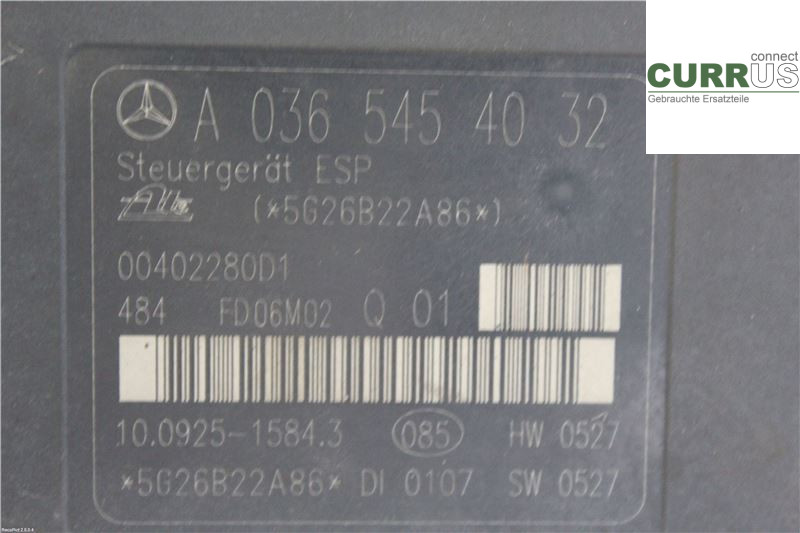 connect
CURRUS
Gebrauchte Ersatzteile
A 036 545 40 32
Steuergerät ESP
Ate (*5G26B22A86*)
00402280D1
484 FD06M02 Q 01
10.0925-1584.3 085 HW 0527
*5G26B22A86* DI 0107 SW 0527